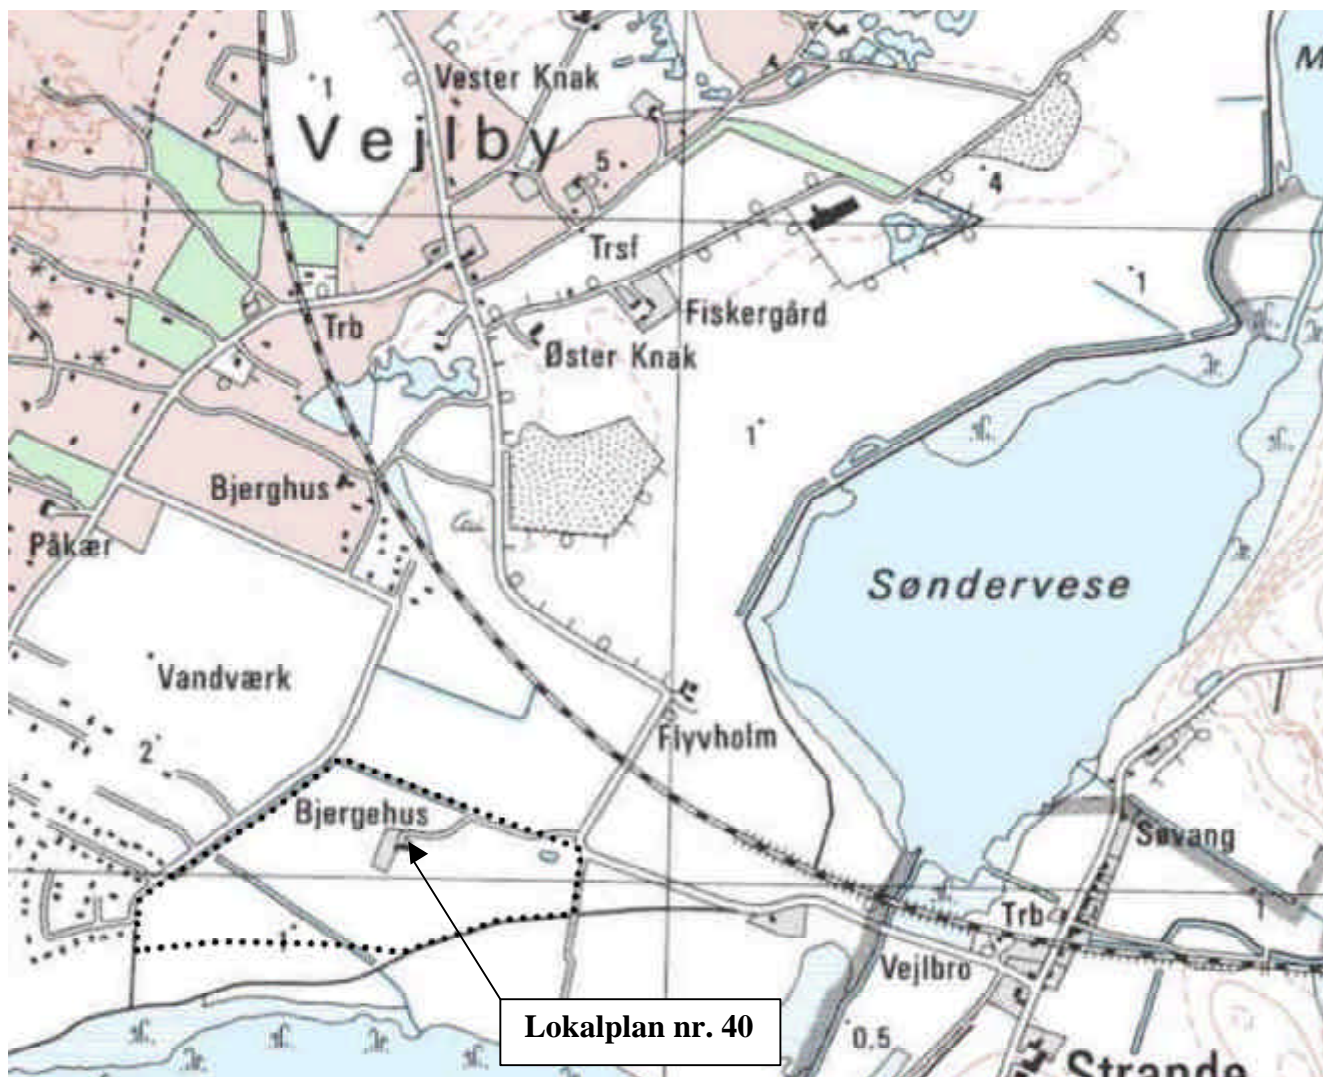 M
Vester Knak
1
Vejlby
5
4
Trsf
1
Fiskergård
Trb
Øster Knak
1
Bjerghus
Påkær
Søndervese
Vandværk
Flyvholm
2
Bjergehus
Søvang
1
Trb
1
Vejlbro
Lokalplan nr. 40
0.5
Strande